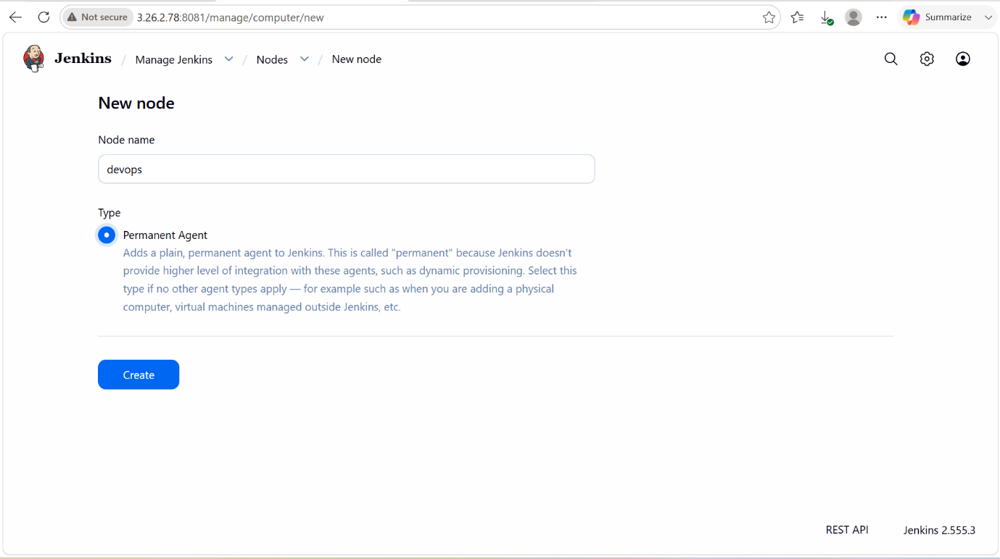 Not secure 3.26.2.78:8081/manage/computer/new Summarize
Jenkins / Manage Jenkins / Nodes / New node
New node
Node name
devops
Type
Permanent Agent
Adds a plain, permanent agent to Jenkins. This is called "permanent" because Jenkins doesn't
provide higher level of integration with these agents, such as dynamic provisioning. Select this
type if no other agent types apply — for example such as when you are adding a physical
computer, virtual machines managed outside Jenkins, etc.
Create
REST API Jenkins 2.555.3